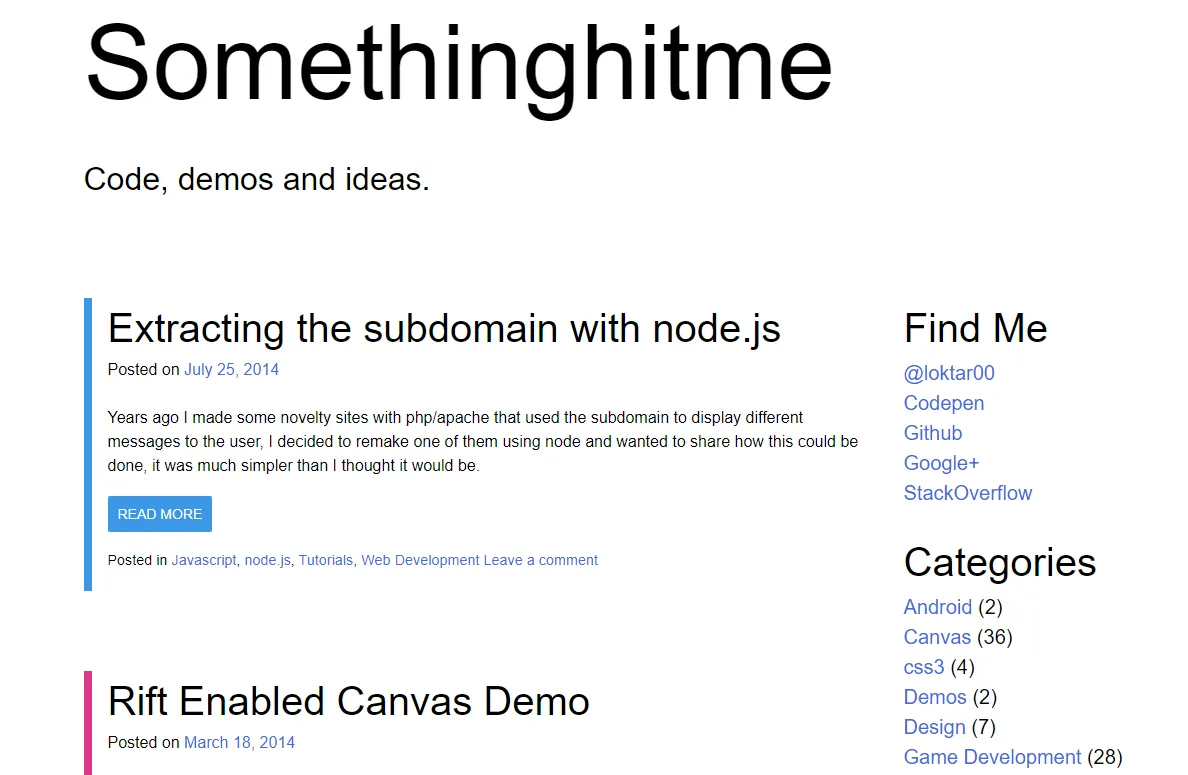 Somethinghitme
Code, demos and ideas.
Extracting the subdomain with node.js
Posted on July 25, 2014
Years ago I made some novelty sites with php/apache that used the subdomain to display different
messages to the user, I decided to remake one of them using node and wanted to share how this could be
done, it was much simpler than I thought it would be.
READ MORE
Posted in Javascript, node.js, Tutorials, Web Development Leave a comment
Rift Enabled Canvas Demo
Posted on March 18, 2014
Find Me
@loktar00
Codepen
Github
Google+
StackOverflow
Categories
Android (2)
Canvas (36)
css3 (4)
Demos (2)
Design (7)
Game Development (28)